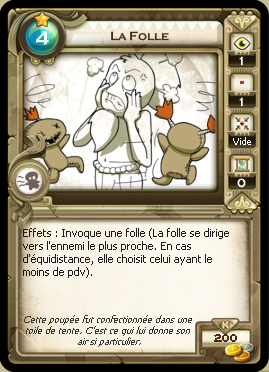 4
LA FOLLE
1
1
Vide
0
Effets : Invoque une folle (La folle se dirige
vers l'ennemi le plus proche. En cas
d'équidistance, elle choisit celui ayant le
moins de pdv).
Cette poupée fut confectionnée dans une
toile de tente. C'est ce qui lui donne son
air si particulier.
K
200